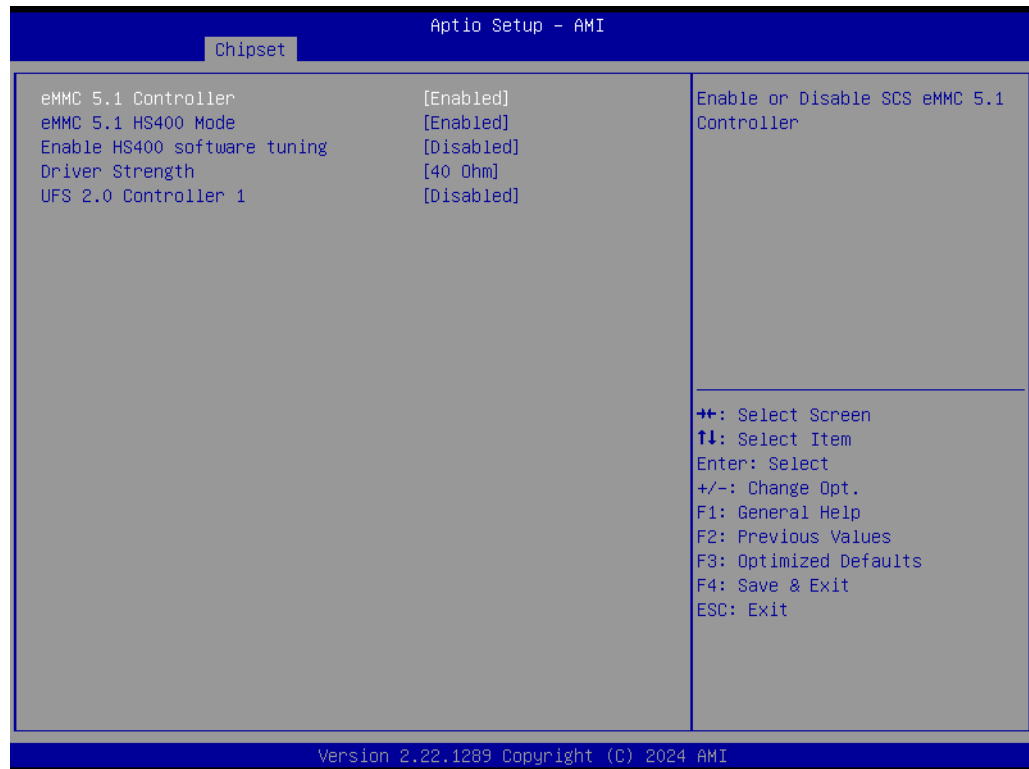 Aptio Setup – AMI
Chipset
eMMC 5.1 Controller [Enabled]
eMMC 5.1 HS400 Mode [Enabled]
Enable HS400 software tuning [Disabled]
Driver Strength [40 Ohm]
UFS 2.0 Controller 1 [Disabled]
Enable or Disable SCS eMMC 5.1
Controller
→←: Select Screen
↑↓: Select Item
Enter: Select
+/-: Change Opt.
F1: General Help
F2: Previous Values
F3: Optimized Defaults
F4: Save & Exit
ESC: Exit
Version 2.22.1289 Copyright (C) 2024 AMI